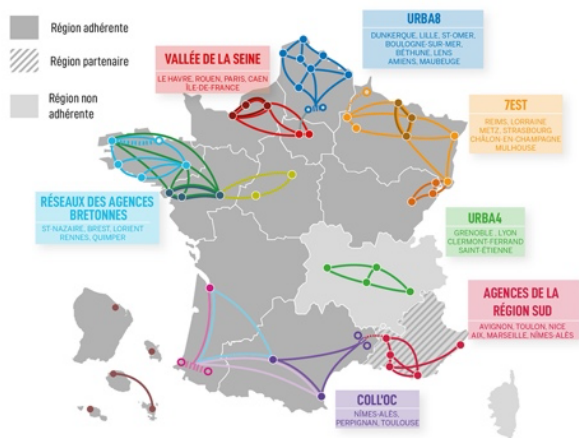 Région adhérente
Région partenaire
Région non
adhérente
URBA8
DUNKERQUE, LILLE, ST-OMER,
BOULOGNE-SUR-MER,
BÉTHUNE, LENS
AMIENS, MAUBEUGE
VALLÉE DE LA SEINE
LE HAVRE, ROUEN, PARIS, CAEN
ÎLE-DE-FRANCE
7EST
REIMS, LORRAINE
METZ, STRASBOURG
CHÂLON-EN-CHAMPAGNE
MULHOUSE
RÉSEAUX DES AGENCES
BRETONNES
ST-NAZAIRE, BREST, LORIENT
RENNES, QUIMPER
URBA4
GRENOBLE, LYON
CLERMONT-FERRAND
SAINT-ÉTIENNE
AGENCES DE LA
RÉGION SUD
AVIGNON, TOULON, NICE
AIX, MARSEILLE, NÎMES-ALÈS
COLL'OC
NÎMES-ALÈS,
PERPIGNAN, TOULOUSE